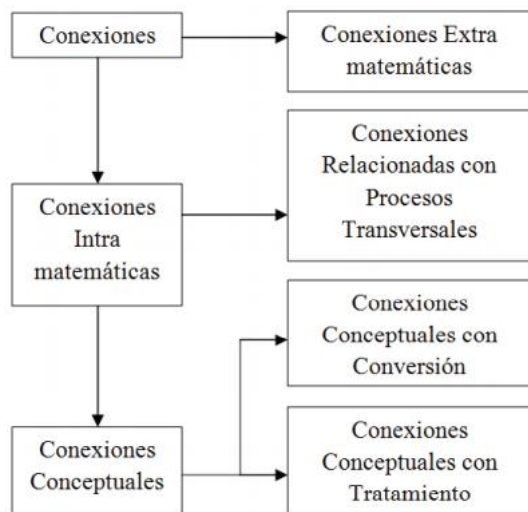 Conexiones
Conexiones Extra
matemáticas
Conexiones
Relacionadas con
Procesos
Transversales
Conexiones
Intra
matemáticas
Conexiones
Conceptuales con
Conversión
Conexiones
Conceptuales
Conexiones
Conceptuales con
Tratamiento